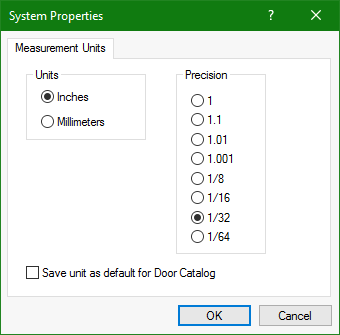 System Properties
Measurement Units
Units
Inches
Millimeters
Precision
1
1.1
1.01
1.001
1/8
1/16
1/32
1/64
Save unit as default for Door Catalog
OK
Cancel